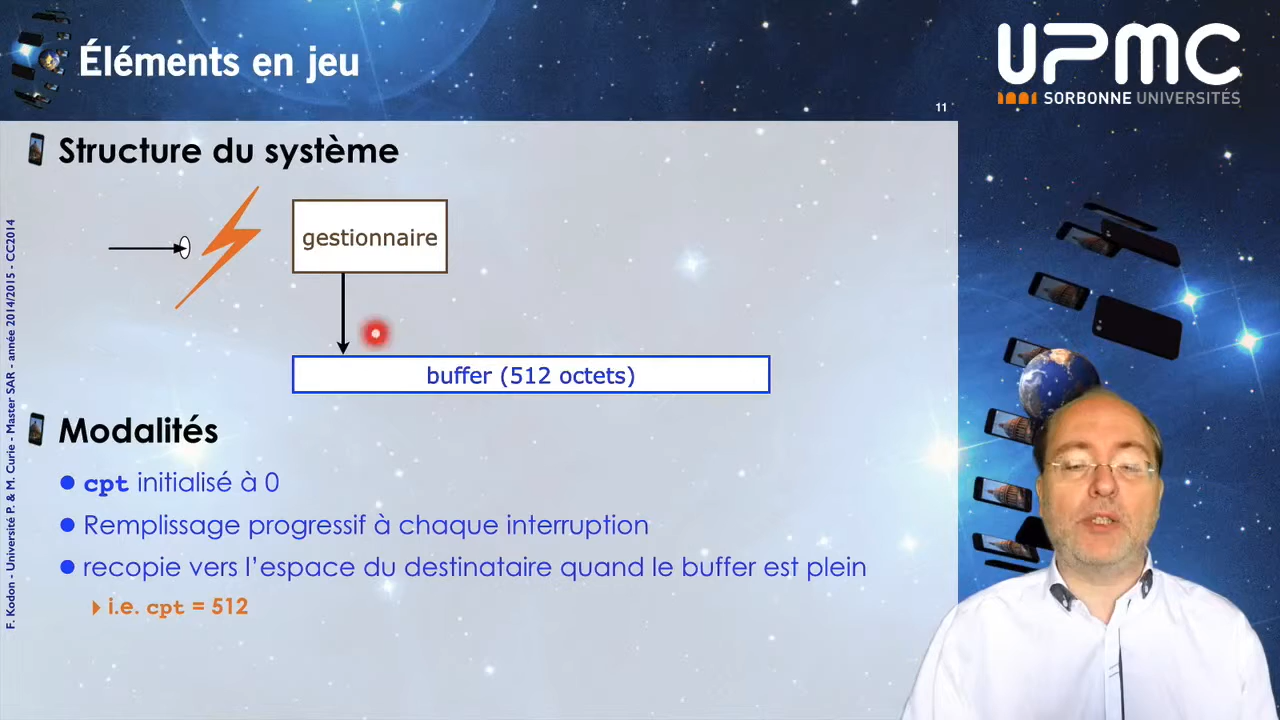 Éléments en jeu
UPMC
SORBONNE UNIVERSITÉS
11
Structure du système
gestionnaire
buffer (512 octets)
Modalités
cpt initialisé à 0
Remplissage progressif à chaque interruption
recopie vers l’espace du destinataire quand le buffer est plein
i.e. cpt = 512
F. Kodon - Université P. & M. Curie - Master SAR - année 2014/2015 - CC2014